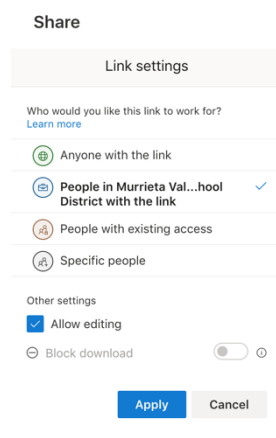 Share
Link settings
Who would you like this link to work for?
Learn more
Anyone with the link
People in Murrieta Val...hool
District with the link
People with existing access
Specific people
Other settings
Allow editing
Block download
Apply
Cancel